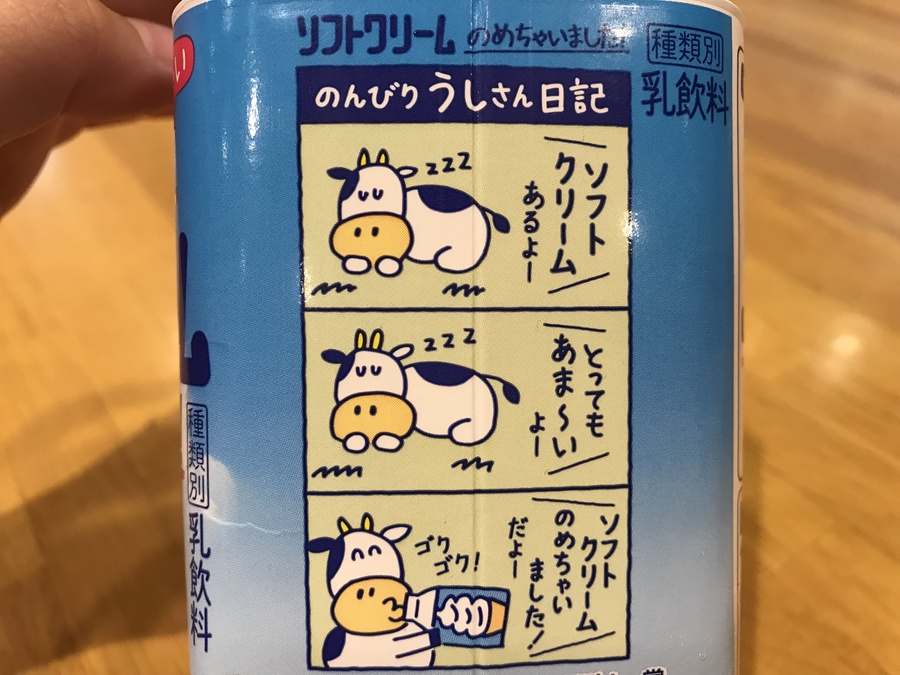 ソフトクリーム のめちゃいました!
種類別
乳飲料
のんびりうしさん日記
zzz
ソフト
クリーム
あるよー
zzz
とっても
あま〜い
よー
ソフト
クリーム
のめちゃい
ました!
だよー
ゴク
ゴク!
い
種類別
乳飲料